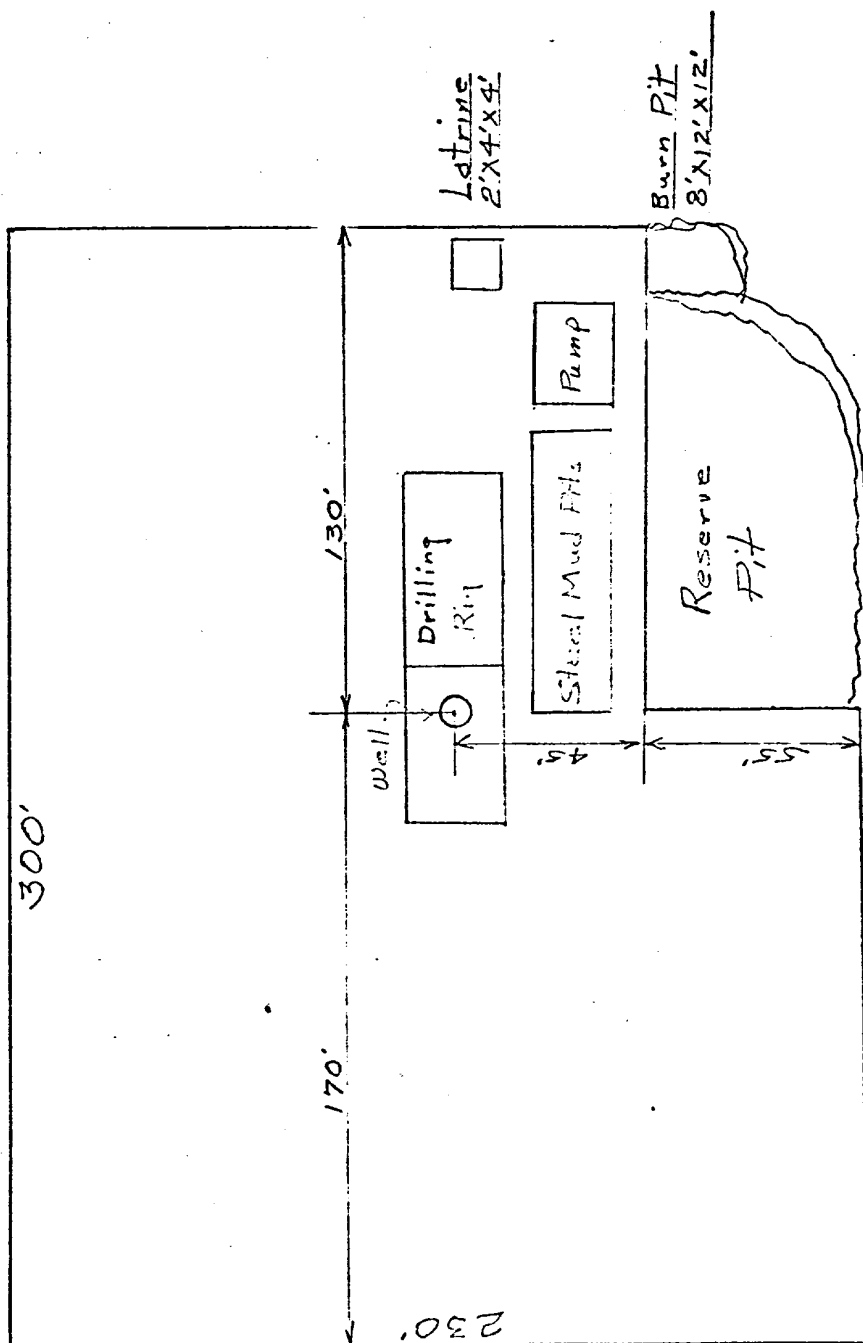 300'
170'
130'
230'
Well
Drilling
Rig
Latrine
2'X4'X4'
Steel Mud Pits
Pump
45'
55'
Reserve
Pit
Burn Pit
8'X12'X12'